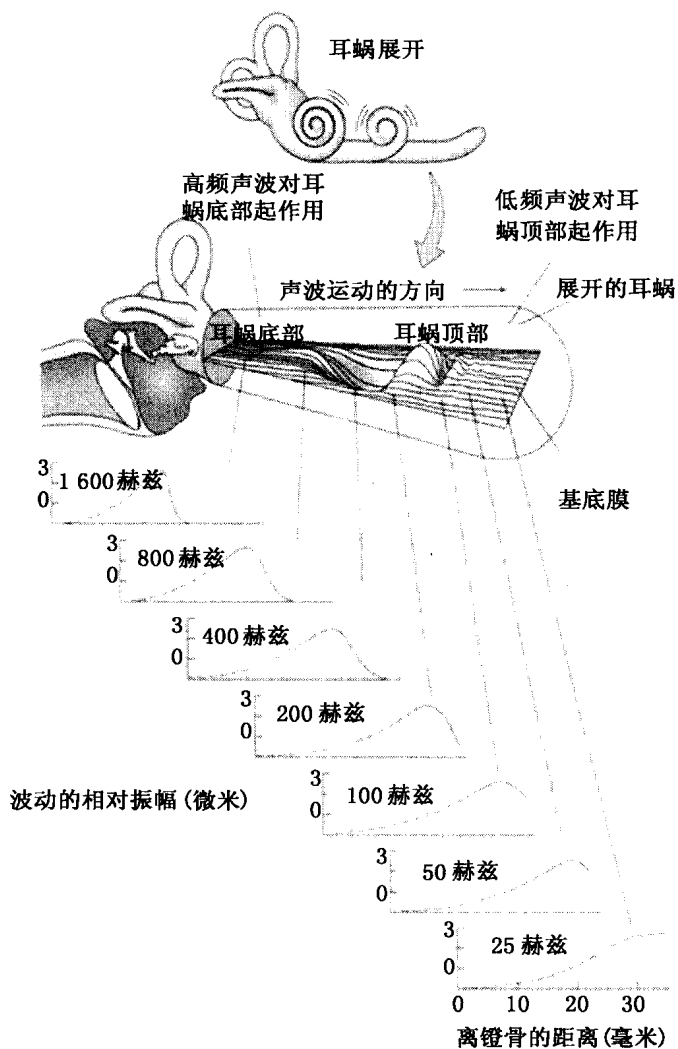 耳蜗展开
高频声波对耳
蜗底部起作用
低频声波对耳
蜗顶部起作用
声波运动的方向
展开的耳蜗
耳蜗底部
耳蜗顶部
基底膜
3
0
1 600赫兹
3
0
800赫兹
3
0
400赫兹
3
0
200赫兹
波动的相对振幅(微米)
3
0
100赫兹
3
0
50赫兹
3
0
25赫兹
0 10 20 30
离镫骨的距离(毫米)